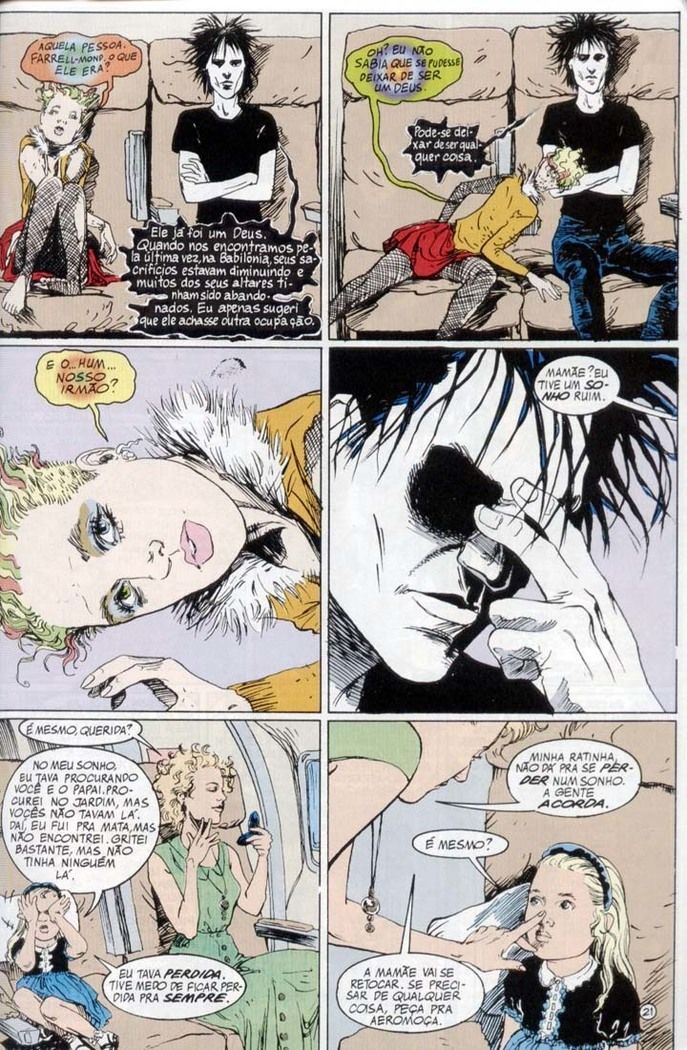 AQUELA PESSOA.
FARRELL-MOND. O QUE
ELE ERA?
Ele já foi um Deus.
Quando nos encontramos pe-
la última vez, na Babilônia, seus sa-
crifícios estavam diminuindo e
muitos dos seus altares ti-
nham sido abando-
nados. Eu apenas sugeri
que ele achasse outra ocupação.
OH? EU NÃO
SABIA QUE SE PUDESSE
DEIXAR DE SER
UM DEUS.
Pode-se dei-
xar de ser qual-
quer coisa.
E O... HUM...
NOSSO
IRMÃO?
MAMÃE? EU
TIVE UM SO-
NHO RUIM.
É MESMO, QUERIDA?
NO MEU SONHO,
EU TAVA PROCURANDO
VOCÊ E O PAPAI. PRO-
CUREI NO JARDIM, MAS
VOCÊS NÃO TAVAM LÁ.
DAÍ, EU FUI PRA MATA, MAS
NÃO ENCONTREI. GRITEI
BASTANTE, MAS NÃO
TINHA NINGUÉM
LÁ.
EU TAVA PERDIDA.
TIVE MEDO DE FICAR PER-
DIDA PRA SEMPRE.
MINHA RATINHA,
NÃO DÁ PRA SE PER-
DER NUM SONHO.
A GENTE
ACORDA.
É MESMO?
A MAMÃE VAI SE
RETOCAR. SE PRECI-
SAR DE QUALQUER
COISA, PEÇA PRA
AEROMOÇA.
21